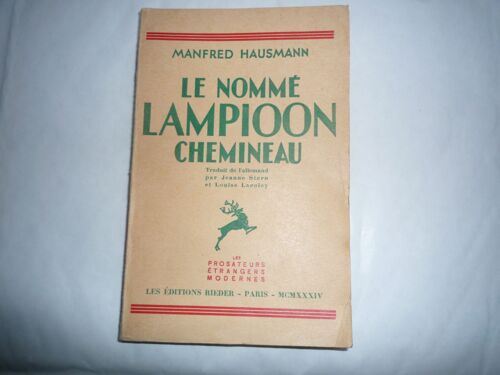 MANFRED HAUSMANN
LE NOMMÉ
LAMPIOON
CHEMINEAU
Traduit de l'allemand
par Jeanne Stern
et Louise Laroley
LES
PROSATEURS
ÉTRANGERS
MODERNES
LES ÉDITIONS RIEDER - PARIS - MCMXXXIV